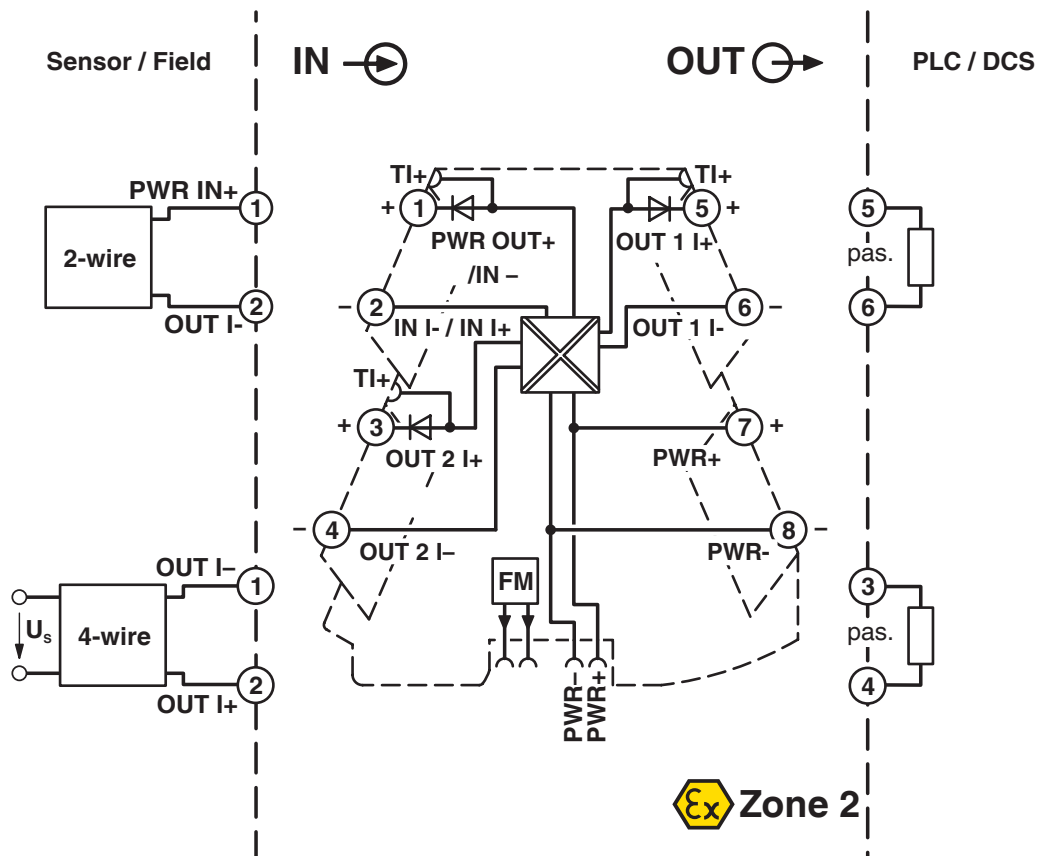 Sensor / Field
IN
OUT
PLC / DCS
PWR IN+
1
2-wire
2
OUT I-
TI+
+ 1
PWR OUT+
/IN –
– 2
IN I- / IN I+
TI+
5 +
OUT 1 I+
6 –
OUT 1 I-
5
pas.
6
TI+
+ 3
OUT 2 I+
– 4
OUT 2 I–
7 +
PWR+
8 –
PWR-
FM
PWR–
PWR+
OUT I–
1
Us
4-wire
2
OUT I+
3
pas.
4
Ex Zone 2